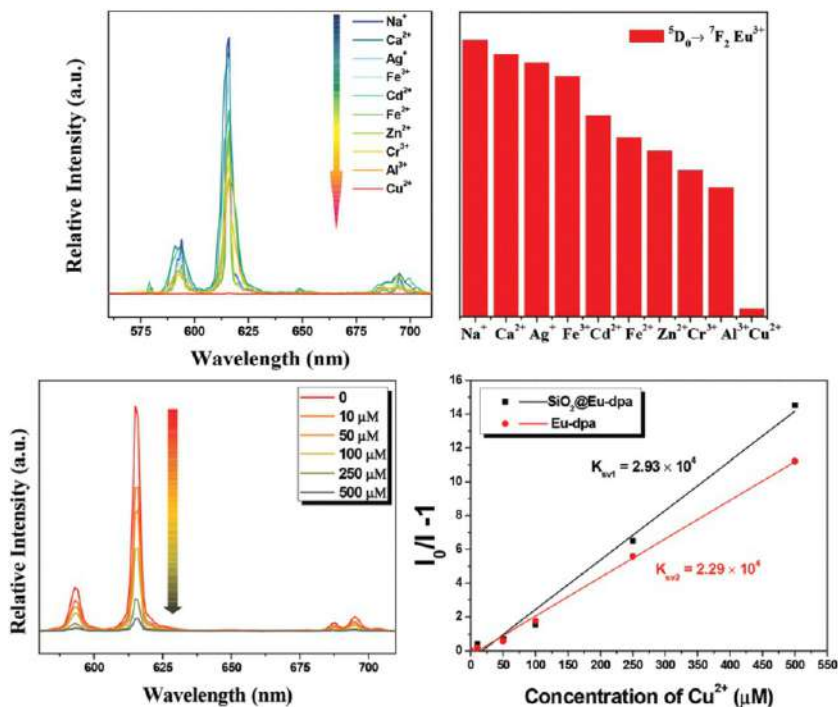 Relative Intensity (a.u.)
Na⁺
Ca²⁺
Ag⁺
Fe³⁺
Cd²⁺
Fe²⁺
Zn²⁺
Cr³⁺
Al³⁺
Cu²⁺
575 600 625 650 675 700
Wavelength (nm)
⁵D₀→ ⁷F₂ Eu³⁺
Na⁺ Ca²⁺ Ag⁺ Fe³⁺ Cd²⁺ Fe²⁺ Zn²⁺ Cr³⁺ Al³⁺ Cu²⁺
Relative Intensity (a.u.)
0
10 μM
50 μM
100 μM
250 μM
500 μM
600 625 650 675 700
Wavelength (nm)
I₀/I -1
16
14
12
10
8
6
4
2
0
SiO₂@Eu-dpa
Eu-dpa
Kₛᵥ₁ = 2.93 × 10⁴
Kₛᵥ₂ = 2.29 × 10⁴
0 50 100 150 200 250 300 350 400 450 500 550
Concentration of Cu²⁺ (μM)